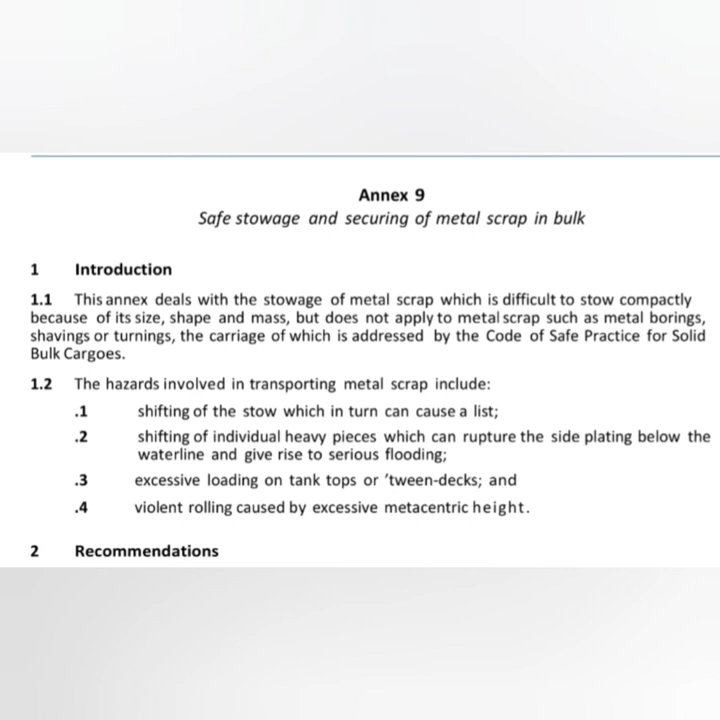 Annex 9
Safe stowage and securing of metal scrap in bulk
1 Introduction
1.1 This annex deals with the stowage of metal scrap which is difficult to stow compactly
because of its size, shape and mass, but does not apply to metal scrap such as metal borings,
shavings or turnings, the carriage of which is addressed by the Code of Safe Practice for Solid
Bulk Cargoes.
1.2 The hazards involved in transporting metal scrap include:
.1 shifting of the stow which in turn can cause a list;
.2 shifting of individual heavy pieces which can rupture the side plating below the
waterline and give rise to serious flooding;
.3 excessive loading on tank tops or ’tween-decks; and
.4 violent rolling caused by excessive metacentric height.
2 Recommendations